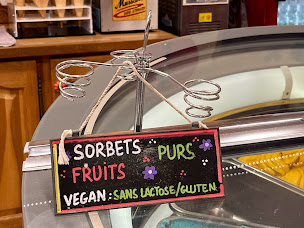 SORBETS PURS
FRUITS
VEGAN : SANS LACTOSE/GLUTEN